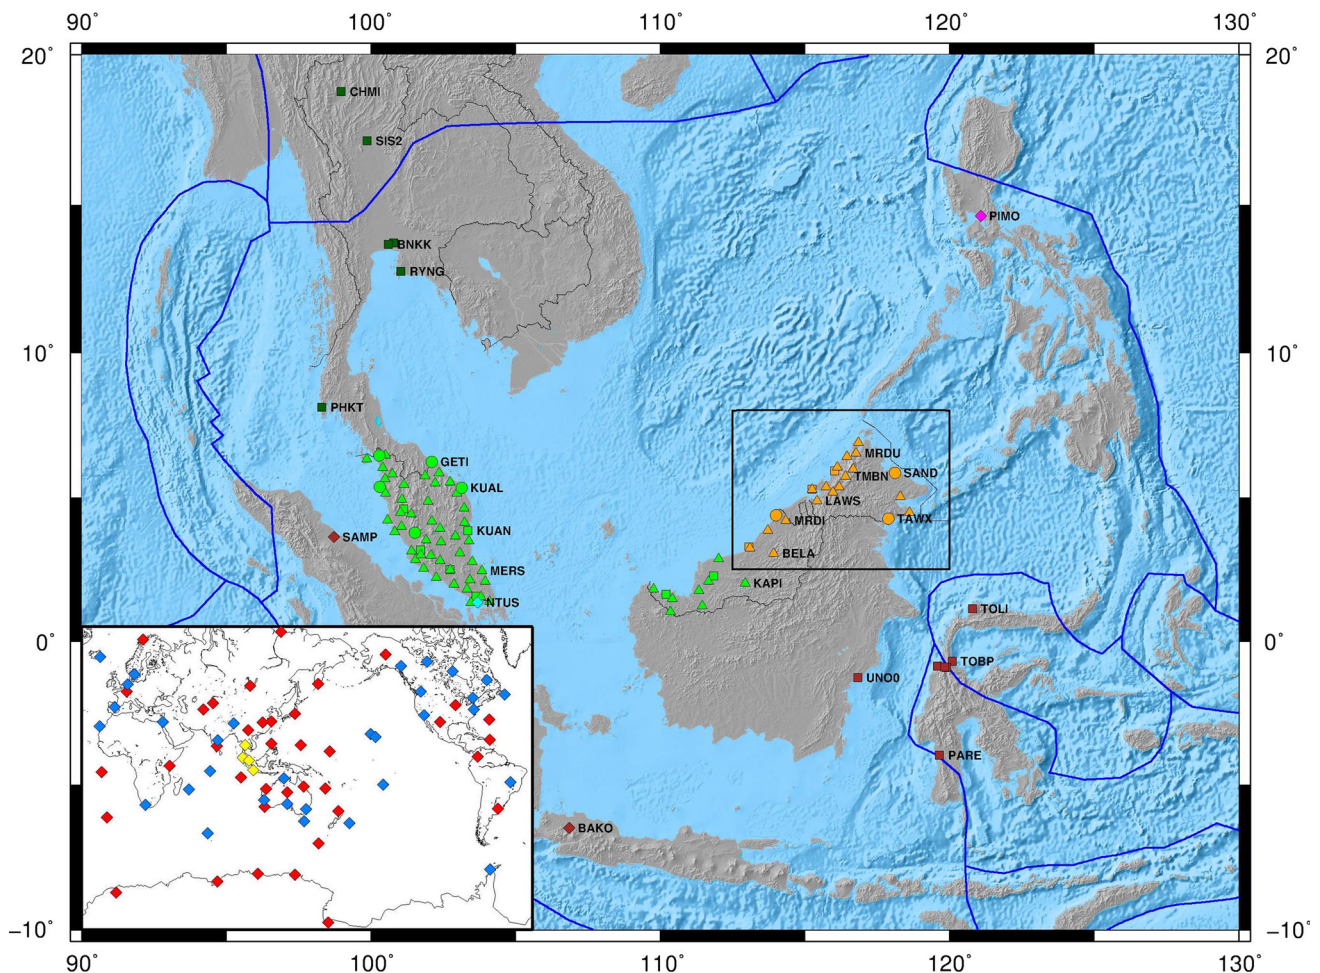 90° 100° 110° 120° 130°
20° 20°
CHMI
SIS2
PIMO
BNKK
RYNG
10° 10°
PHKT
MRDU
GETI
SAND
TMBN
KUAL
LAWS
MRDI TAWX
KUAN
SAMP
BELA
MERS
KAPI
NTUS
TOLI
0° 0°
TOBP
UNO0
PARE
BAKO
−10° −10°
90° 100° 110° 120° 130°